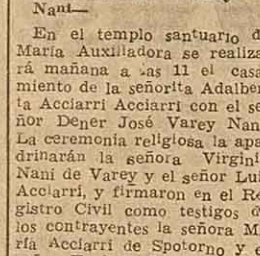 Nani—
En el templo santuario d
María Auxiliadora se realiza
rá mañana a las 11 el casa
miento de la señorita Adalber
ta Acciarri Acciarri con el se
ñor Dener José Varey Nan
La ceremonia religiosa la apa
drinarán la señora Virgini
Nani de Varey y el señor Lui
Acciarri, y firmaron en el Re
gistro Civil como testigos d
los contrayentes la señora M
ría Acciarri de Spotorno y e